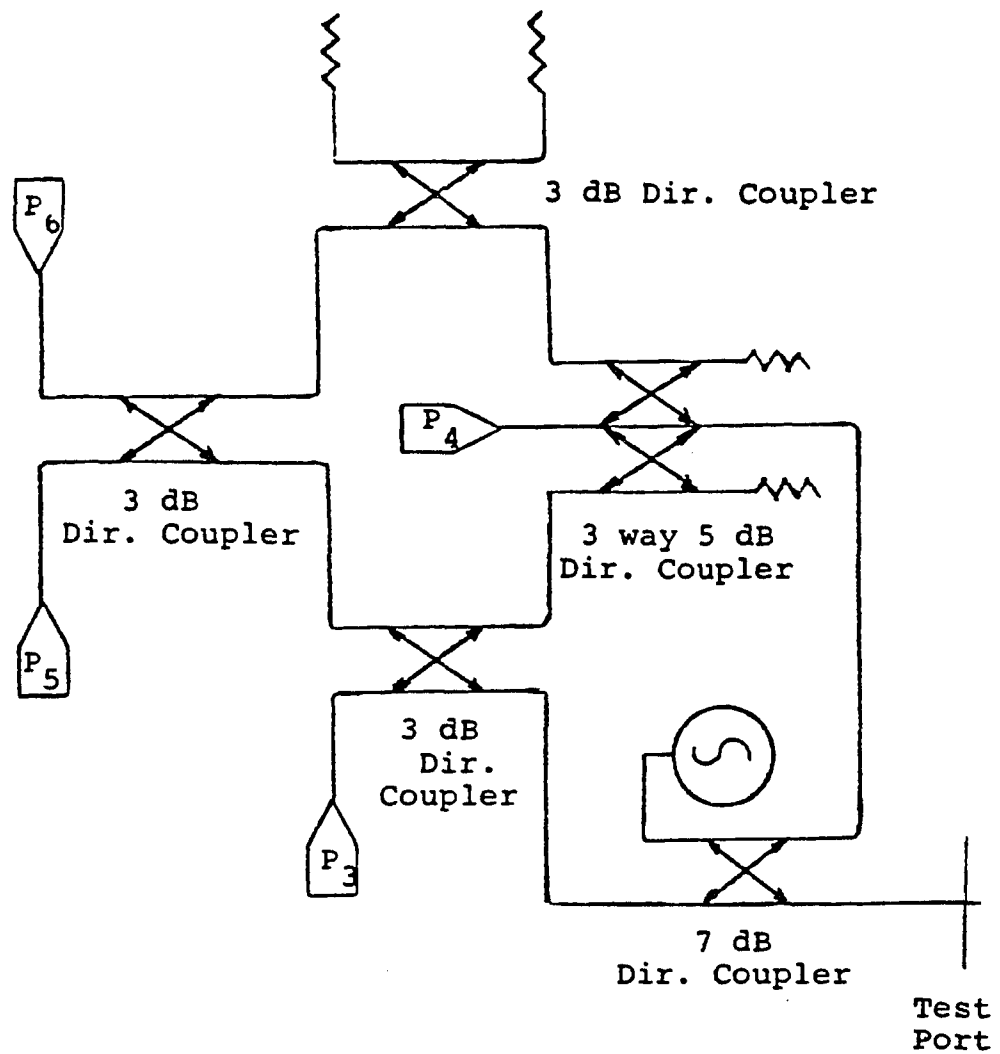 3 dB Dir. Coupler
P6
P4
3 dB
Dir. Coupler
3 way 5 dB
Dir. Coupler
P5
3 dB
Dir.
Coupler
P3
7 dB
Dir. Coupler
Test
Port